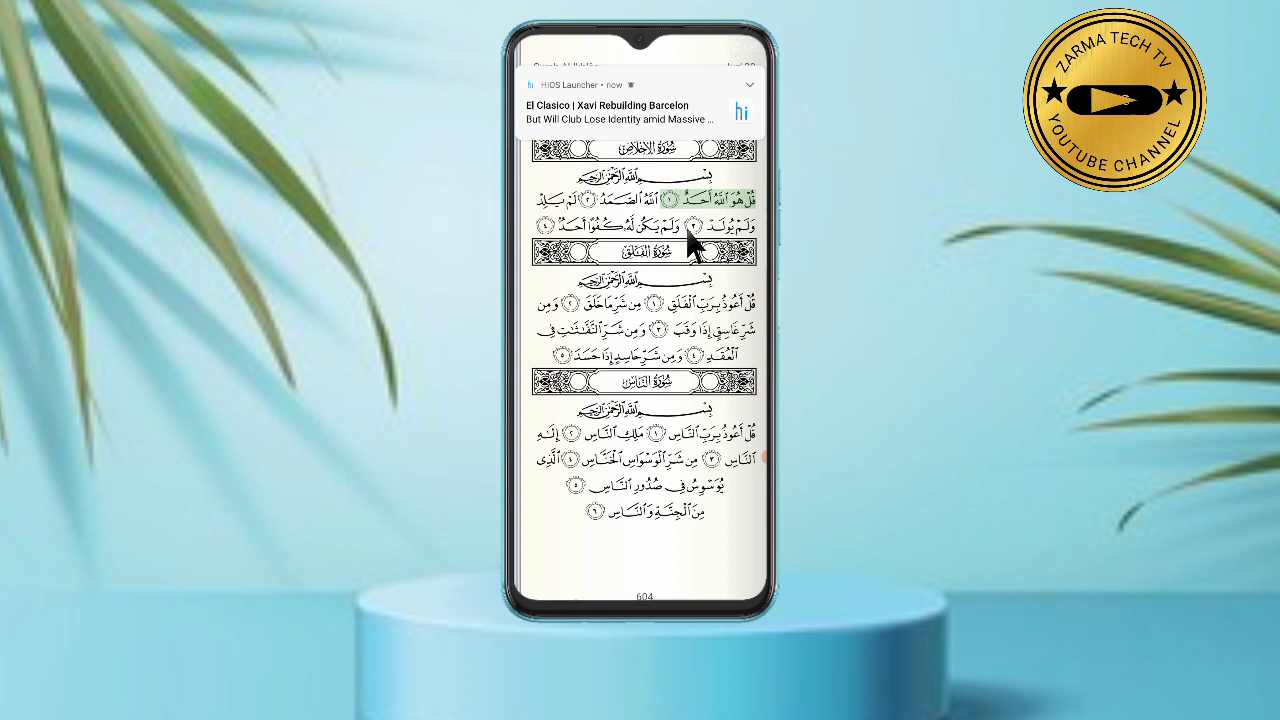 HiOS Launcher • now
El Clasico | Xavi Rebuilding Barcelon
But Will Club Lose Identity amid Massive ...
hi
سُورَةُ الإِخْلَاصِ
بِسْمِ ٱللَّهِ ٱلرَّحْمَٰنِ ٱلرَّحِيمِ
قُلْ هُوَ ٱللَّهُ أَحَدٌ ١ ٱللَّهُ ٱلصَّمَدُ ٢ لَمْ يَلِدْ
وَلَمْ يُولَدْ ٣ وَلَمْ يَكُن لَّهُۥ كُفُوًا أَحَدٌۢ ٤
سُورَةُ الفَلَقِ
بِسْمِ ٱللَّهِ ٱلرَّحْمَٰنِ ٱلرَّحِيمِ
قُلْ أَعُوذُ بِرَبِّ ٱلْفَلَقِ ١ مِن شَرِّ مَا خَلَقَ ٢ وَمِن
شَرِّ غَاسِقٍ إِذَا وَقَبَ ٣ وَمِن شَرِّ ٱلنَّفَّٰثَٰتِ فِى
ٱلْعُقَدِ ٤ وَمِن شَرِّ حَاسِدٍ إِذَا حَسَدَ ٥
سُورَةُ النَّاسِ
بِسْمِ ٱللَّهِ ٱلرَّحْمَٰنِ ٱلرَّحِيمِ
قُلْ أَعُوذُ بِرَبِّ ٱلنَّاسِ ١ مَلِكِ ٱلنَّاسِ ٢ إِلَٰهِ
ٱلنَّاسِ ٣ مِن شَرِّ ٱلْوَسْوَاسِ ٱلْخَنَّاسِ ٤ ٱلَّذِى
يُوَسْوِسُ فِى صُدُورِ ٱلنَّاسِ ٥
مِنَ ٱلْجِنَّةِ وَٱلنَّاسِ ٦
604
ZARMA TECH TV
YOUTUBE CHANNEL